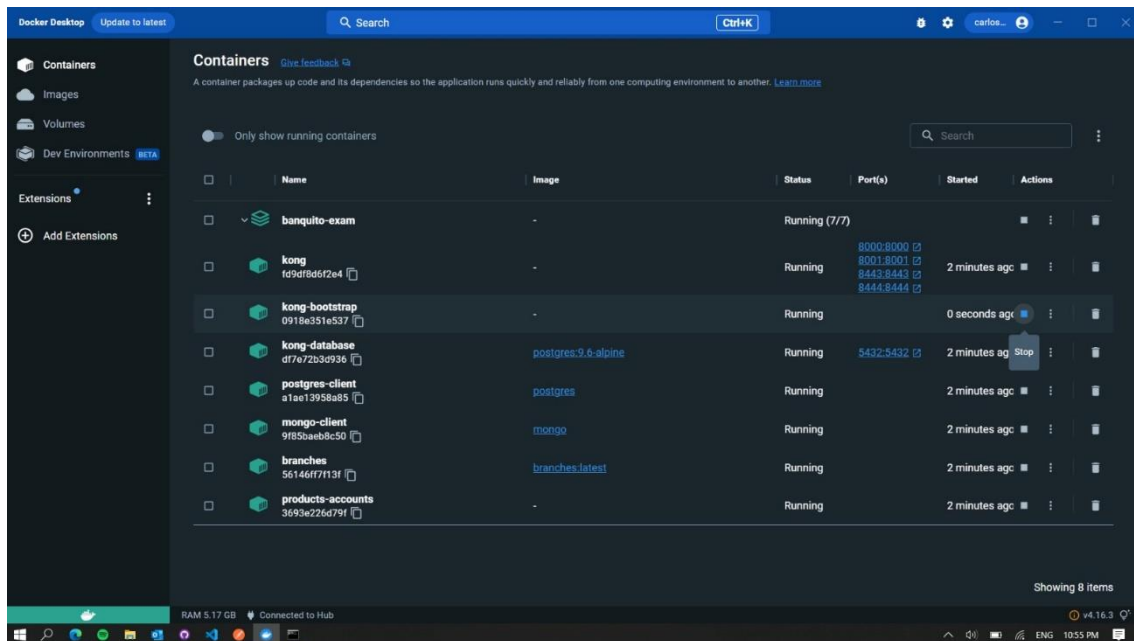 Docker Desktop Update to latest Search Ctrl+K carlos...
Containers
Images
Volumes
Dev Environments BETA
Extensions
Add Extensions
Containers Give feedback
A container packages up code and its dependencies so the application runs quickly and reliably from one computing environment to another. Learn more
Only show running containers Search
Name Image Status Port(s) Started Actions
banquito-exam - Running (7/7)
kong
fd9df8d6f2e4
- Running
8000:8000
8001:8001
8443:8443
8444:8444
2 minutes ago
kong-bootstrap
0918e351e537
- Running 0 seconds ago
Stop
kong-database
df7e72b3d936
postgres:9.6-alpine Running 5432:5432 2 minutes ag
postgres-client
a1ae13958a85
postgres Running 2 minutes ago
mongo-client
9f85baeb8c50
mongo Running 2 minutes ago
branches
56146ff7f13f
branches:latest Running 2 minutes ago
products-accounts
3693e226d79f
- Running 2 minutes ago
Showing 8 items
RAM 5.17 GB Connected to Hub v4.16.3
ENG 10:55 PM